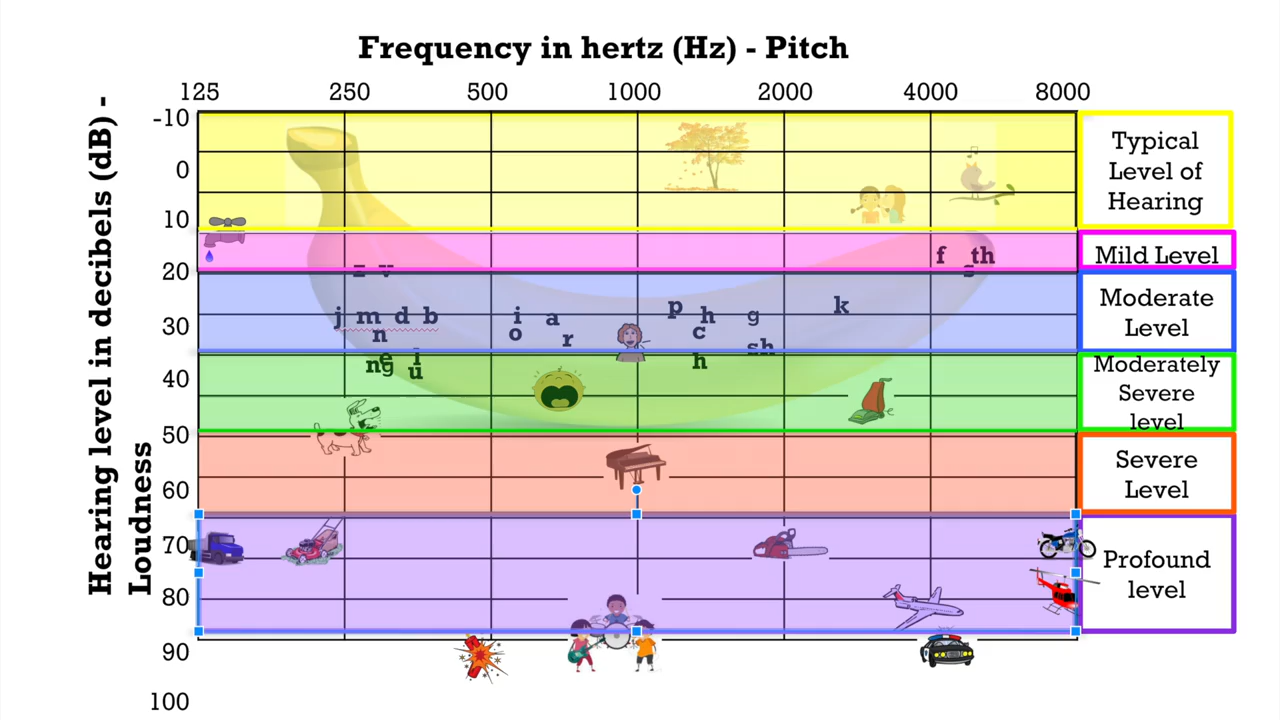 Frequency in hertz (Hz) - Pitch
125 250 500 1000 2000 4000 8000
Hearing level in decibels (dB) -
Loudness
-10
0
10
20
30
40
50
60
70
80
90
100
Typical
Level of
Hearing
Mild Level
Moderate
Level
Moderately
Severe
level
Severe
Level
Profound
level
f th
s
z v
j m d b
n
i a
o r
p h g
c
k
sh
h
ng e l
u